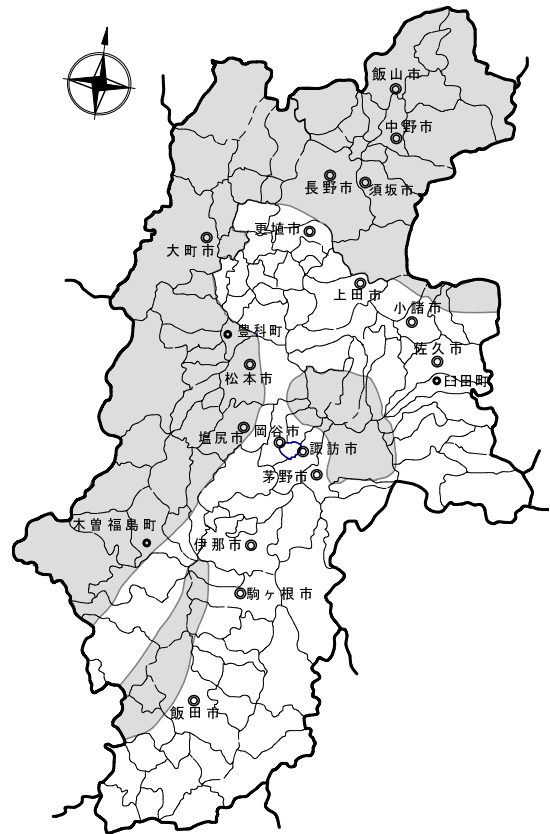 飯山市
中野市
長野市
須坂市
更埴市
大町市
上田市
小諸市
豊科町
佐久市
松本市
臼田町
塩尻市
岡谷市
諏訪市
茅野市
木曽福島町
伊那市
駒ヶ根市
飯田市